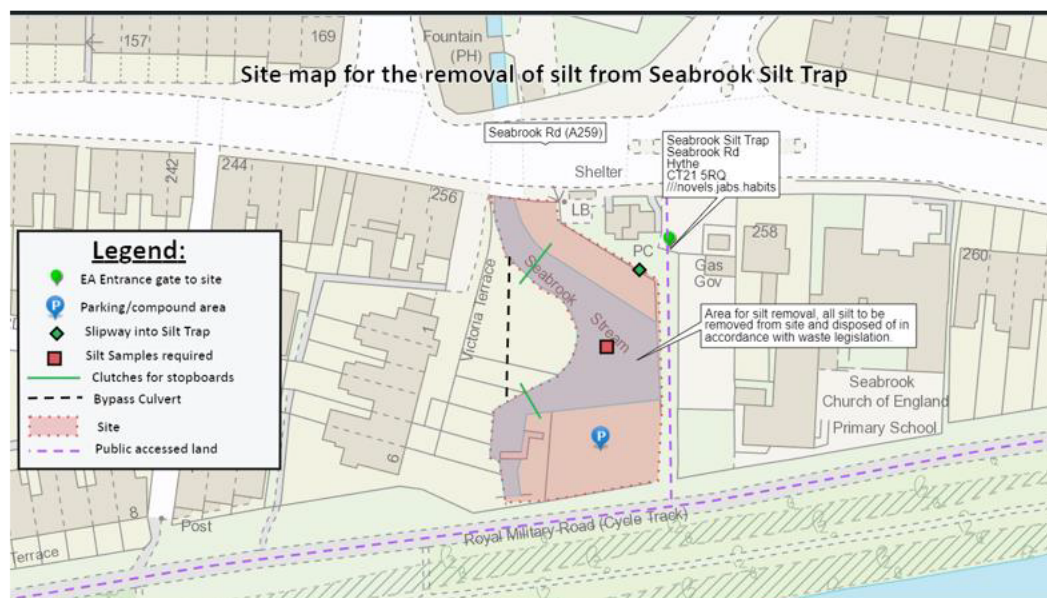 157
169
Fountain
(PH)
Site map for the removal of silt from Seabrook Silt Trap
Seabrook Rd (A259)
Seabrook Silt Trap
Seabrook Rd
Hythe
CT21 5RQ
///novels.jabs.habits
242
244
256
Shelter
LB
PC
258
260
Gas
Gov
Legend:
EA Entrance gate to site
P
Parking/compound area
Slipway into Silt Trap
Silt Samples required
Clutches for stopboards
Bypass Culvert
Site
Public accessed land
Victoria Terrace
1
9
Seabrook
Stream
Area for silt removal, all silt to be
removed from site and disposed of in
accordance with waste legislation.
Seabrook
Church of England
Primary School
P
8
Post
Terrace
Royal Military Road (Cycle Track)